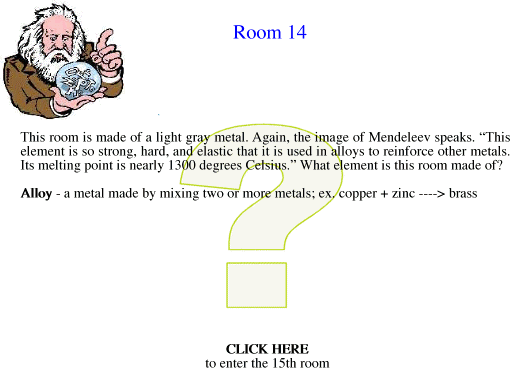 Room 14
This room is made of a light gray metal. Again, the image of Mendeleev speaks. “This
element is so strong, hard, and elastic that it is used in alloys to reinforce other metals.
Its melting point is nearly 1300 degrees Celsius.” What element is this room made of?
Alloy - a metal made by mixing two or more metals; ex. copper + zinc ----> brass
CLICK HERE
to enter the 15th room